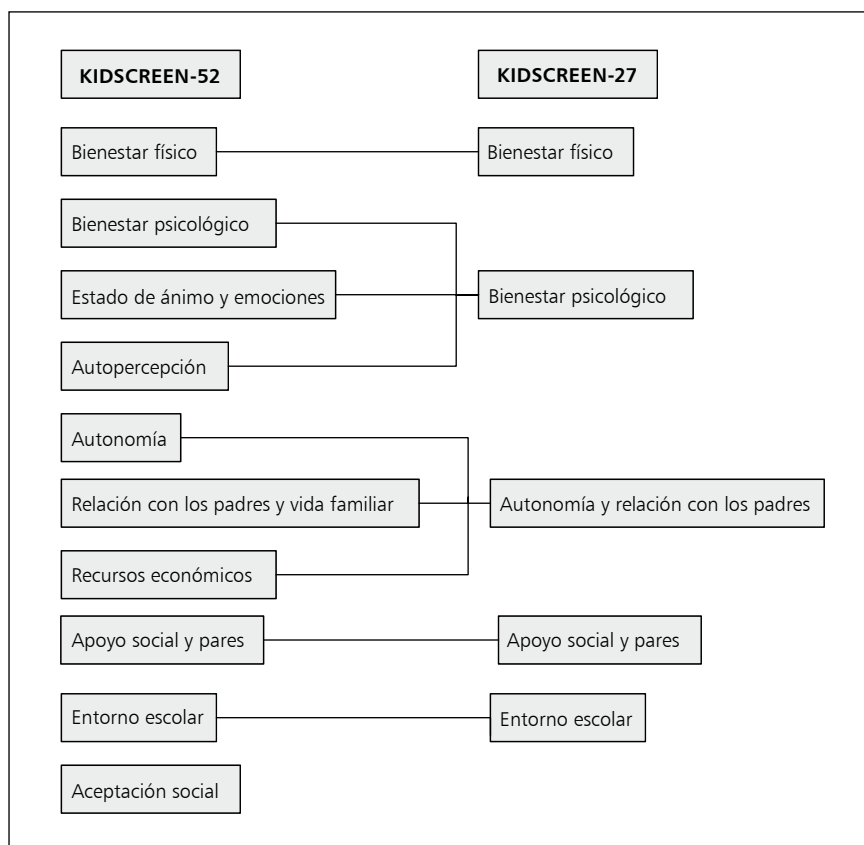 KIDSCREEN-52
KIDSCREEN-27
Bienestar físico
Bienestar físico
Bienestar psicológico
Estado de ánimo y emociones
Bienestar psicológico
Autopercepción
Autonomía
Relación con los padres y vida familiar
Autonomía y relación con los padres
Recursos económicos
Apoyo social y pares
Apoyo social y pares
Entorno escolar
Entorno escolar
Aceptación social